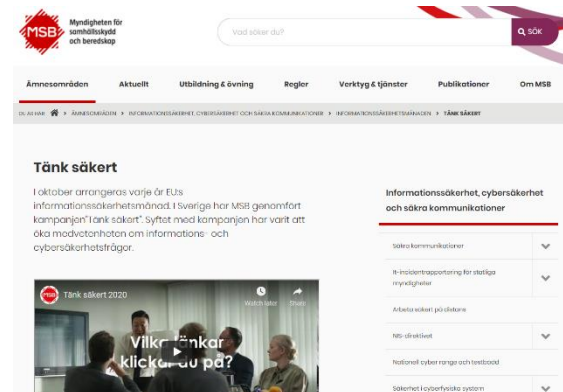 MSB
Myndigheten för
samhällsskydd
och beredskap
Vad söker du?
SÖK
Ämnesområden Aktuellt Utbildning & övning Regler Verktyg & tjänster Publikationer Om MSB
DU ÄR HÄR: ÄMNESOMRÅDEN INFORMATIONSSÄKERHET, CYBERSÄKERHET OCH SÄKRA KOMMUNIKATIONER INFORMATIONSSÄKERHETSMÅNADEN TÄNK SÄKERT
Tänk säkert
I oktober arrangeras varje år EU:s
informationssäkerhetsmånad. I Sverige har MSB genomfört
kampanjen "Tänk säkert". Syftet med kampanjen har varit att
öka medvetenheten om informations- och
cybersäkerhetsfrågor.
MSB Tänk säkert 2020
Watch later Share
Vilka länkar
klickar du på?
Informationssäkerhet, cybersäkerhet
och säkra kommunikationer
Säkra kommunikationer
It-incidentrapportering för statliga
myndigheter
Arbeta säkert på distans
NIS-direktivet
Nationell cyber range och testbädd
Säkerhet i cyberfysiska system